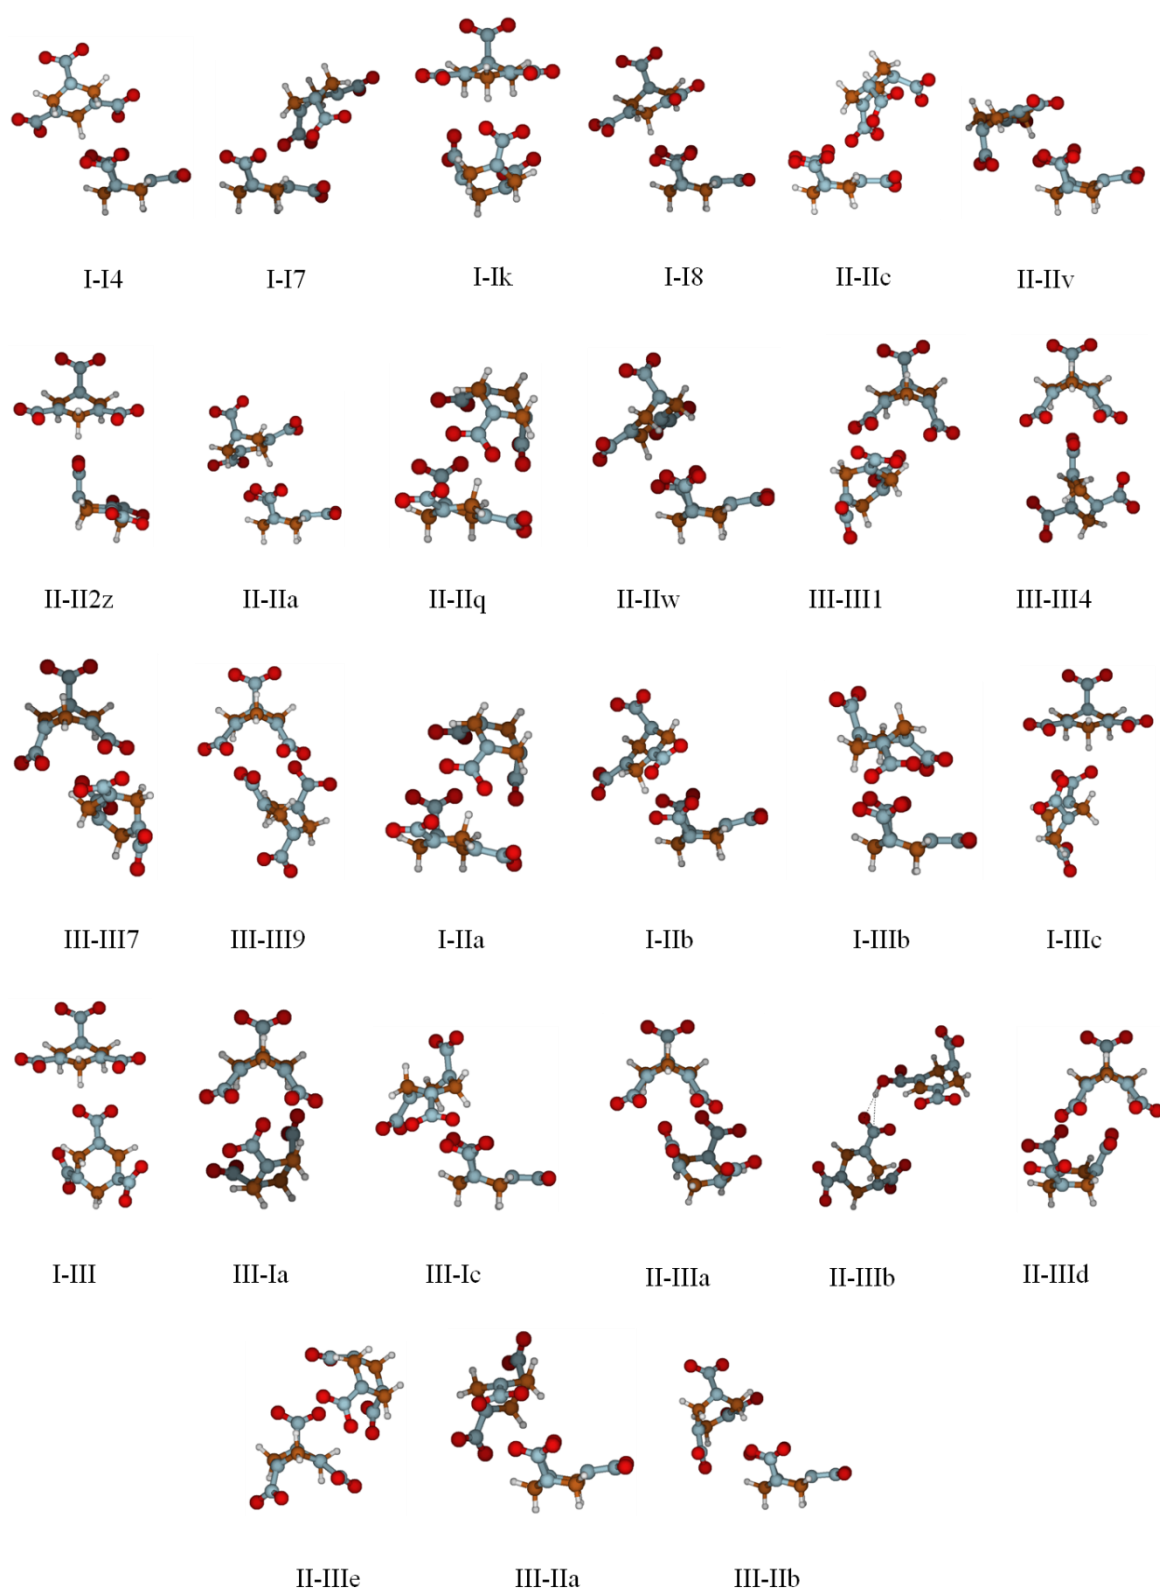 I-I4 I-I7 I-Ik I-I8 II-IIc II-IIv
II-II2z II-IIa II-IIq II-IIw III-III1 III-III4
III-III7 III-III9 I-IIa I-IIb I-IIIb I-IIIc
I-III III-Ia III-Ic II-IIIa II-IIIb II-IIId
II-IIIe III-IIa III-IIb